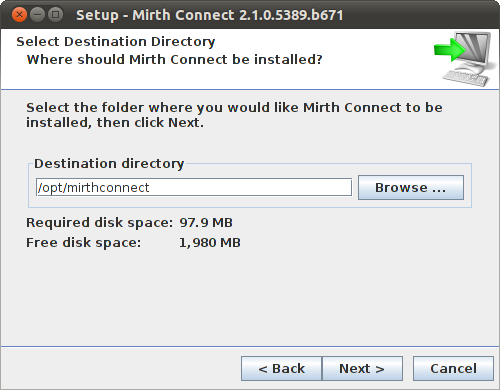 Setup - Mirth Connect 2.1.0.5389.b671
Select Destination Directory
Where should Mirth Connect be installed?
Select the folder where you would like Mirth Connect to be
installed, then click Next.
Destination directory
/opt/mirthconnect
Browse ...
Required disk space: 97.9 MB
Free disk space: 1,980 MB
< Back
Next >
Cancel